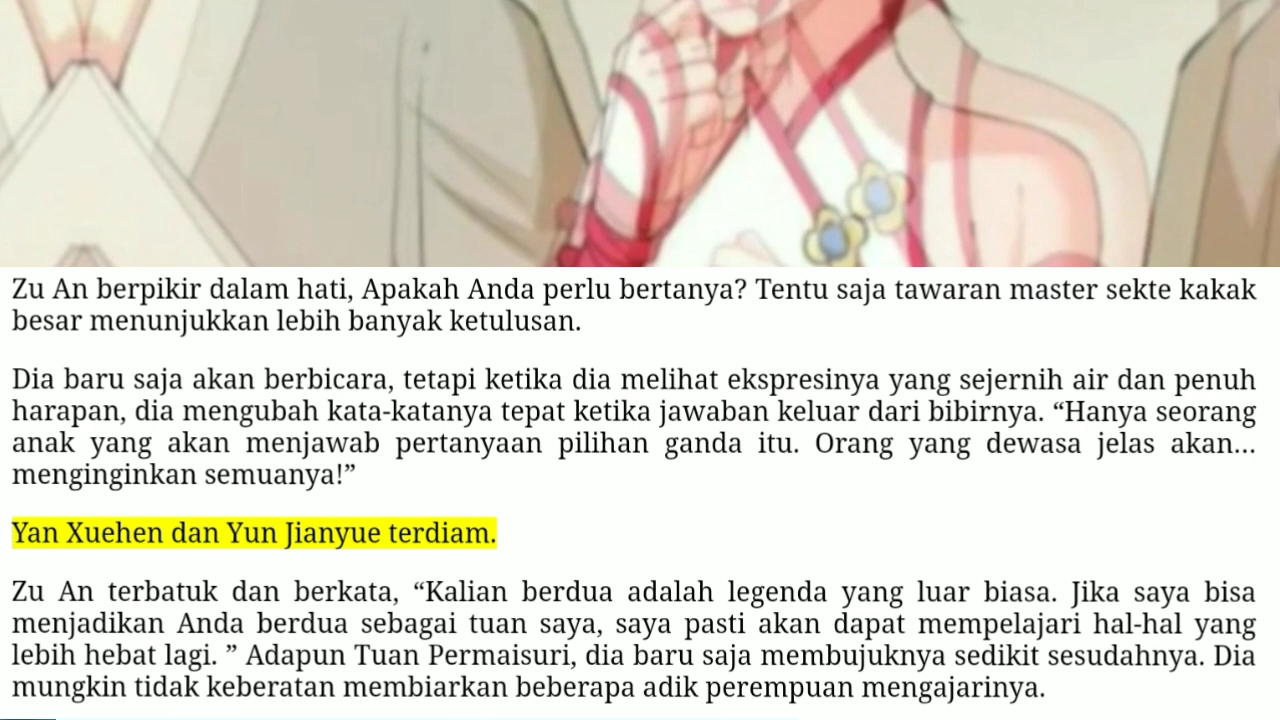 Zu An berpikir dalam hati, Apakah Anda perlu bertanya? Tentu saja tawaran master sekte kakak
besar menunjukkan lebih banyak ketulusan.
Dia baru saja akan berbicara, tetapi ketika dia melihat ekspresinya yang sejernih air dan penuh
harapan, dia mengubah kata-katanya tepat ketika jawaban keluar dari bibirnya. “Hanya seorang
anak yang akan menjawab pertanyaan pilihan ganda itu. Orang yang dewasa jelas akan…
menginginkan semuanya!”
Yan Xuehen dan Yun Jianyue terdiam.
Zu An terbatuk dan berkata, “Kalian berdua adalah legenda yang luar biasa. Jika saya bisa
menjadikan Anda berdua sebagai tuan saya, saya pasti akan dapat mempelajari hal-hal yang
lebih hebat lagi. ” Adapun Tuan Permaisuri, dia baru saja membujuknya sedikit sesudahnya. Dia
mungkin tidak keberatan membiarkan beberapa adik perempuan mengajarinya.